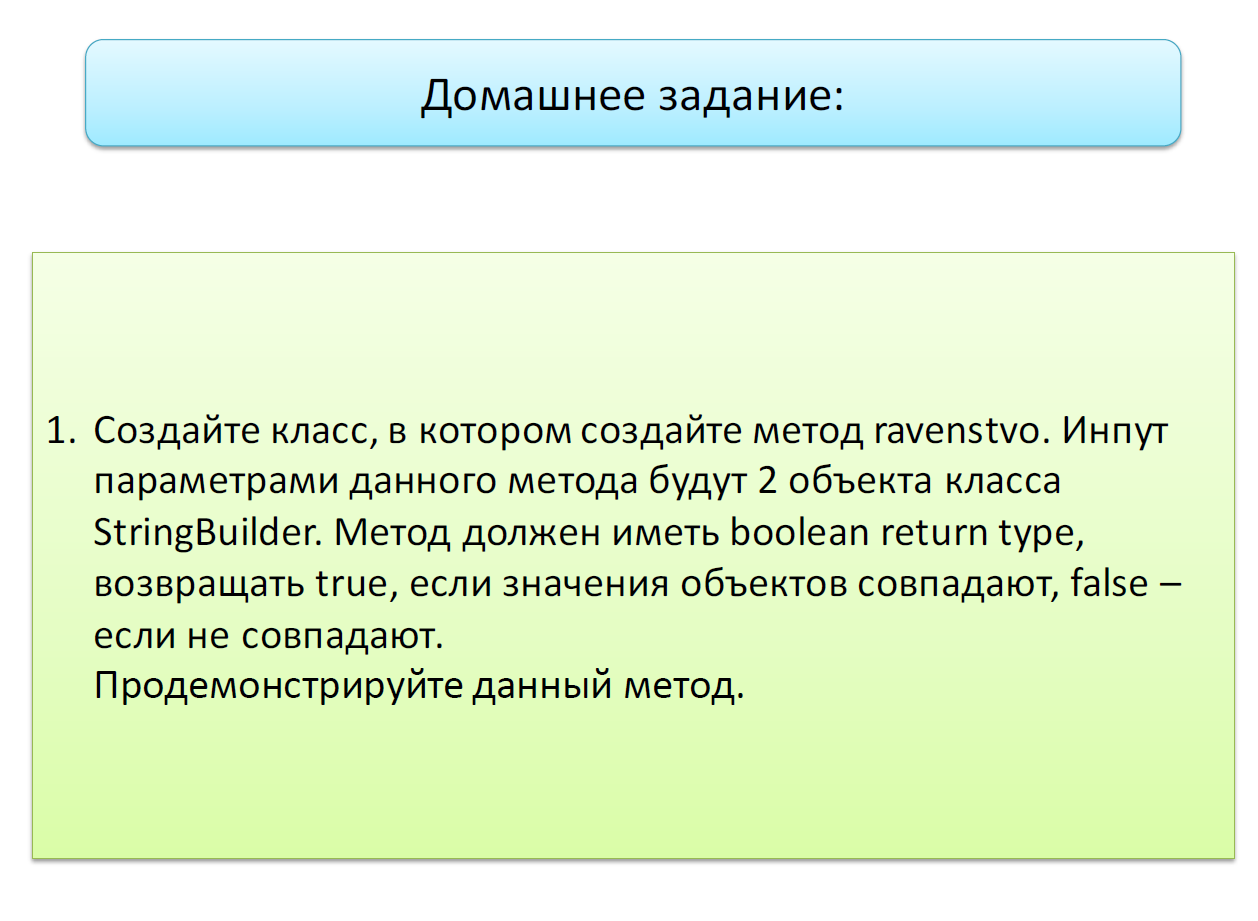 Домашнее задание:
1. Создайте класс, в котором создайте метод ravenstvo. Инпут
параметрами данного метода будут 2 объекта класса
StringBuilder. Метод должен иметь boolean return type,
возвращать true, если значения объектов совпадают, false –
если не совпадают.
Продемонстрируйте данный метод.